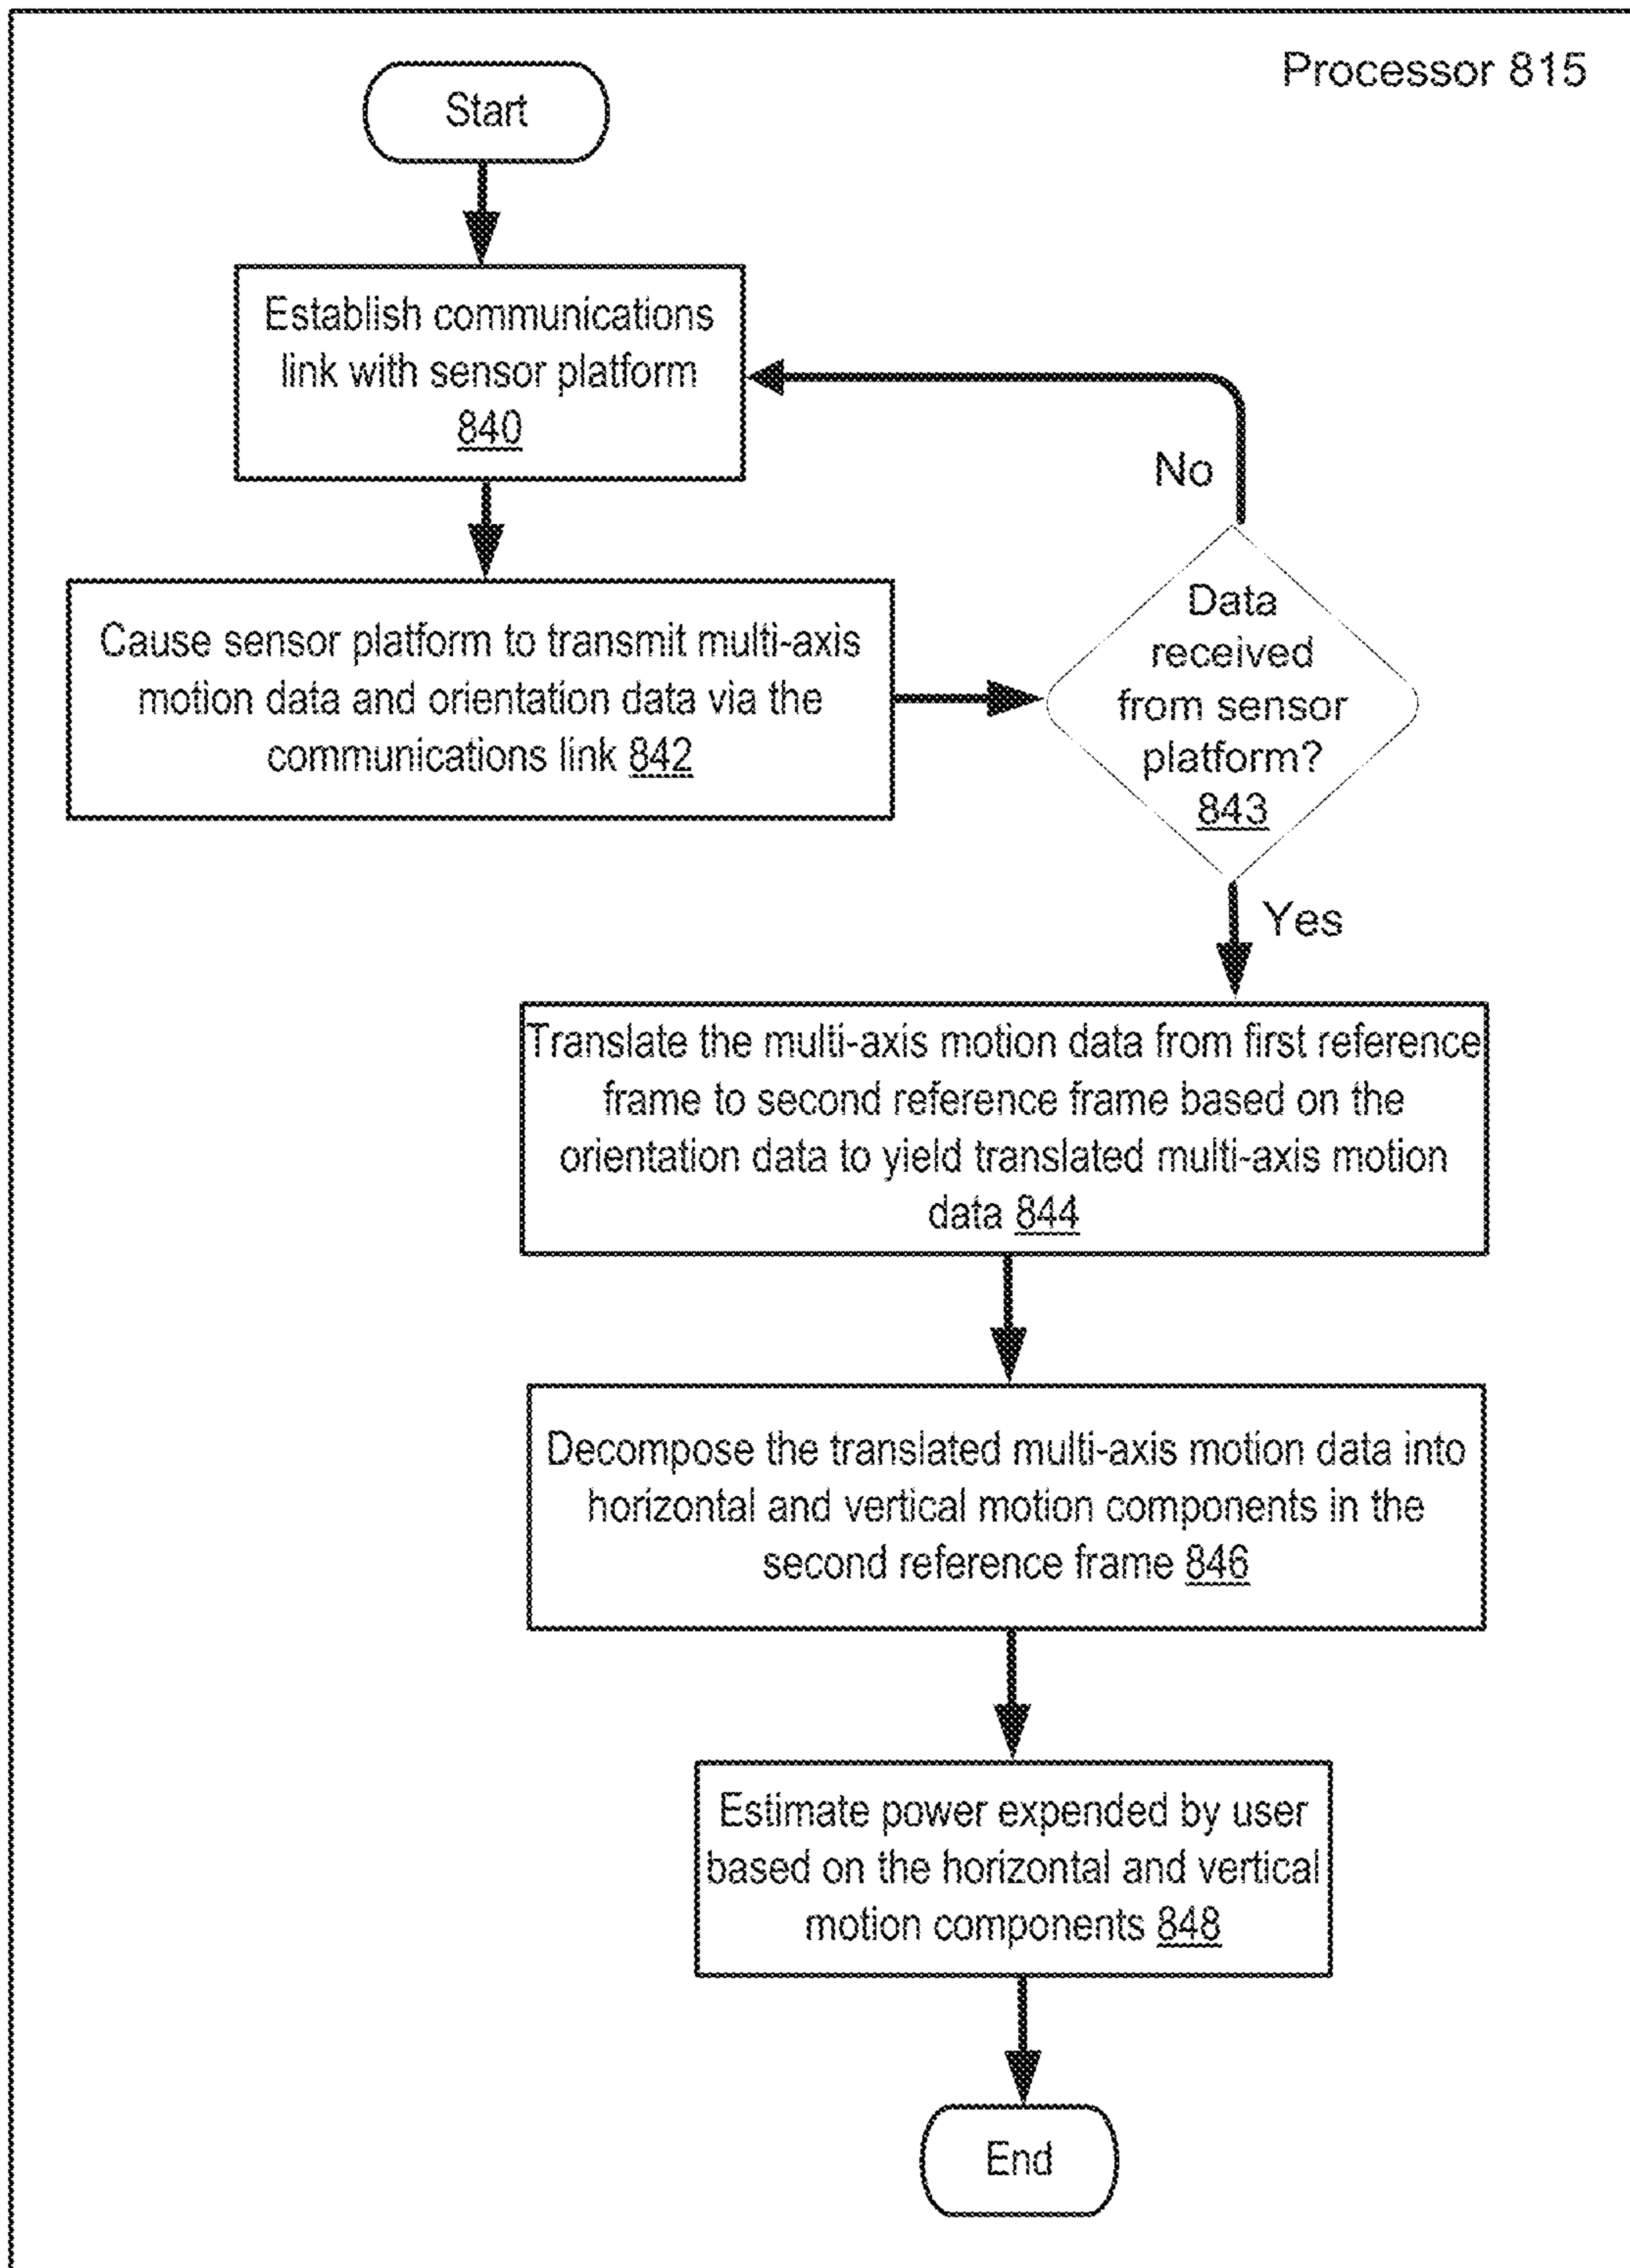 Processor 815
Start
Establish communications
link with sensor platform
840
No
Cause sensor platform to transmit multi-axis
motion data and orientation data via the
communications link 842
Data
received
from sensor
platform?
843
Yes
Translate the multi-axis motion data from first reference
frame to second reference frame based on the
orientation data to yield translated multi-axis motion
data 844
Decompose the translated multi-axis motion data into
horizontal and vertical motion components in the
second reference frame 846
Estimate power expended by user
based on the horizontal and vertical
motion components 848
End